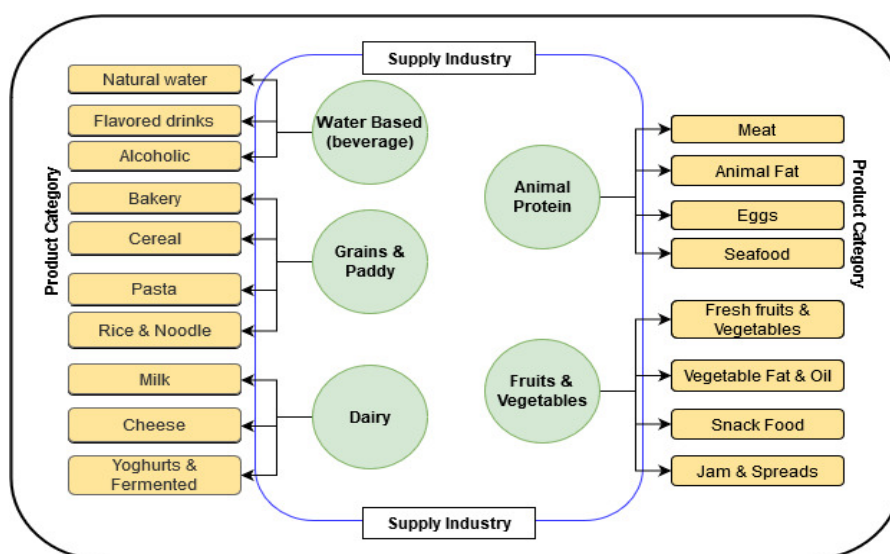 Supply Industry
Product Category
Natural water
Flavored drinks
Alcoholic
Bakery
Cereal
Pasta
Rice & Noodle
Milk
Cheese
Yoghurts &
Fermented
Water Based
(beverage)
Grains &
Paddy
Dairy
Animal
Protein
Fruits &
Vegetables
Meat
Animal Fat
Eggs
Seafood
Fresh fruits &
Vegetables
Vegetable Fat & Oil
Snack Food
Jam & Spreads
Product Category
Supply Industry